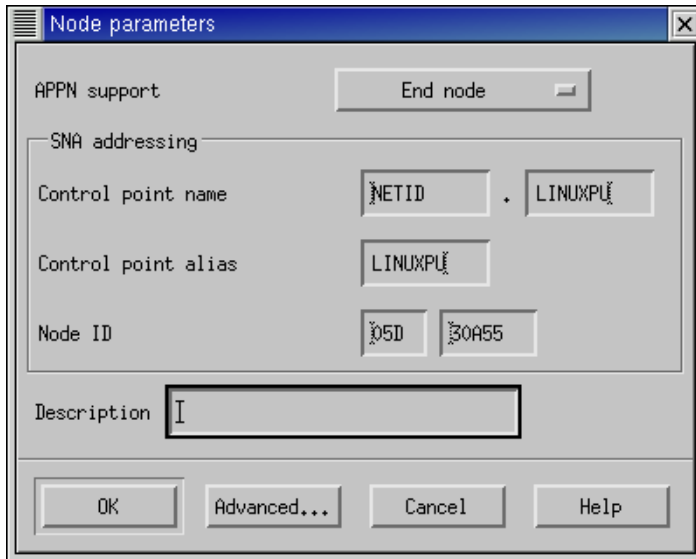 Node parameters
APPN support End node
SNA addressing
Control point name NETID . LINUXPU
Control point alias LINUXPU
Node ID 05D 30A55
Description
OK Advanced... Cancel Help